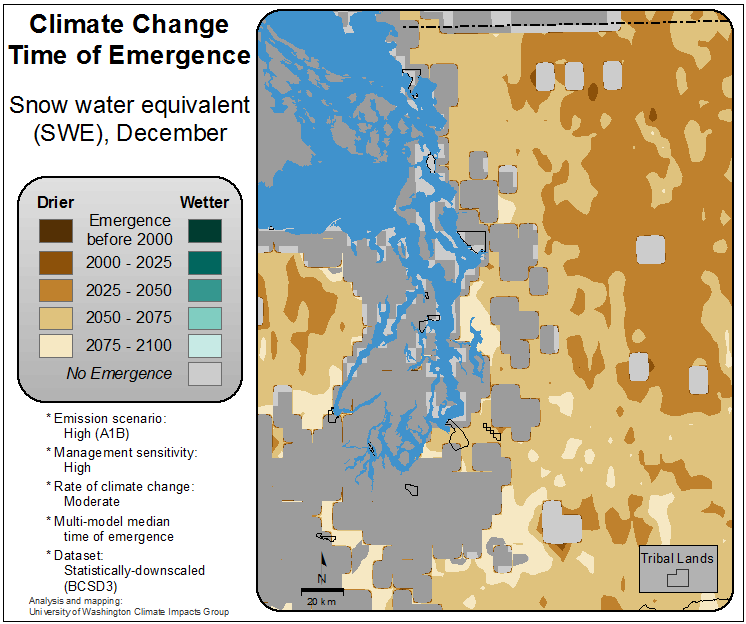 Climate Change
Time of Emergence
Snow water equivalent
(SWE), December
Drier
Wetter
Emergence
before 2000
2000 - 2025
2025 - 2050
2050 - 2075
2075 - 2100
No Emergence
* Emission scenario:
High (A1B)
* Management sensitivity:
High
* Rate of climate change:
Moderate
* Multi-model median
time of emergence
* Dataset:
Statistically-downscaled
(BCSD3)
Analysis and mapping:
University of Washington Climate Impacts Group
N
20 km
Tribal Lands